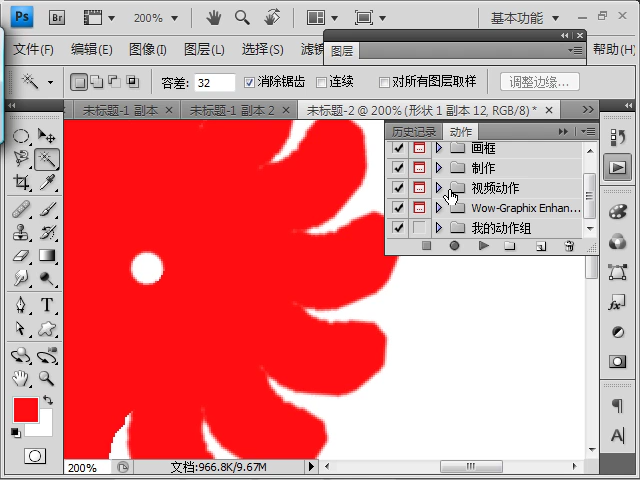 Ps Br 200% 基本功能
文件(F) 编辑(E) 图像(I) 图层(L) 选择(S) 滤镜 帮助(H)
图层
容差: 32 消除锯齿 连续 对所有图层取样 调整边缘...
未标题-1 副本 未标题-1 副本 2 未标题-2 @ 200% (形状 1 副本 12, RGB/8) *
历史记录 动作
画框
制作
视频动作
Wow-Graphix Enhan...
我的动作组
200% 文档:966.8K/9.67M